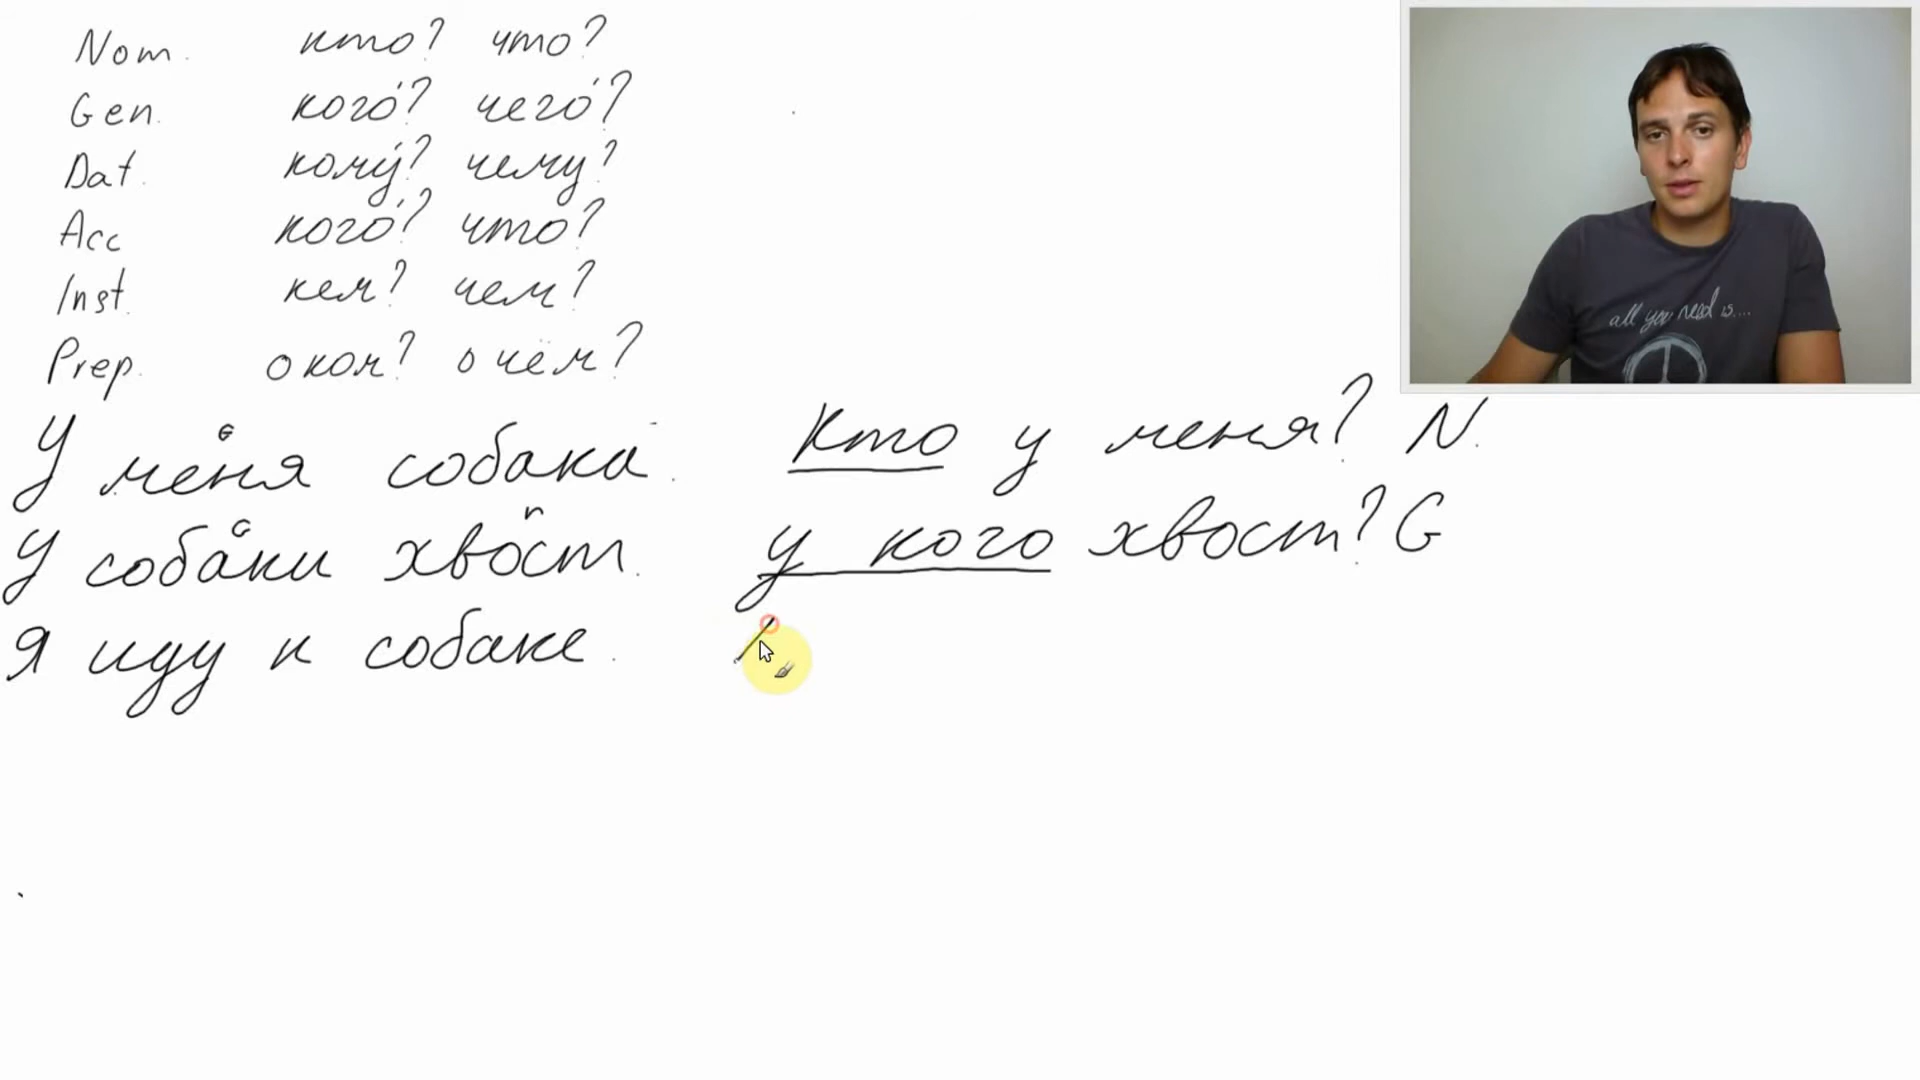 Nom. кто? что?
Gen. кого́? чего́?
Dat. кому́? чему?
Acc кого́? что?
Inst. кем? чем?
Prep. о ком? о чём?
all you need is....
G
У меня собака. Кто у меня? N.
G n
У собаки хвост. у кого хвост? G
Я иду к собаке.